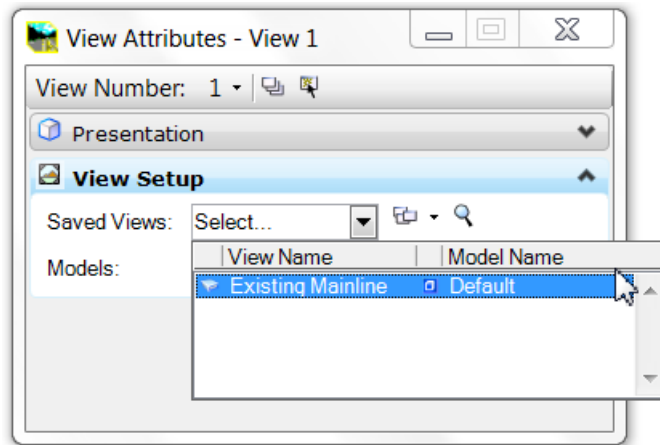 View Attributes - View 1
View Number: 1
Presentation
View Setup
Saved Views: Select...
View Name Model Name
Models:
Existing Mainline Default